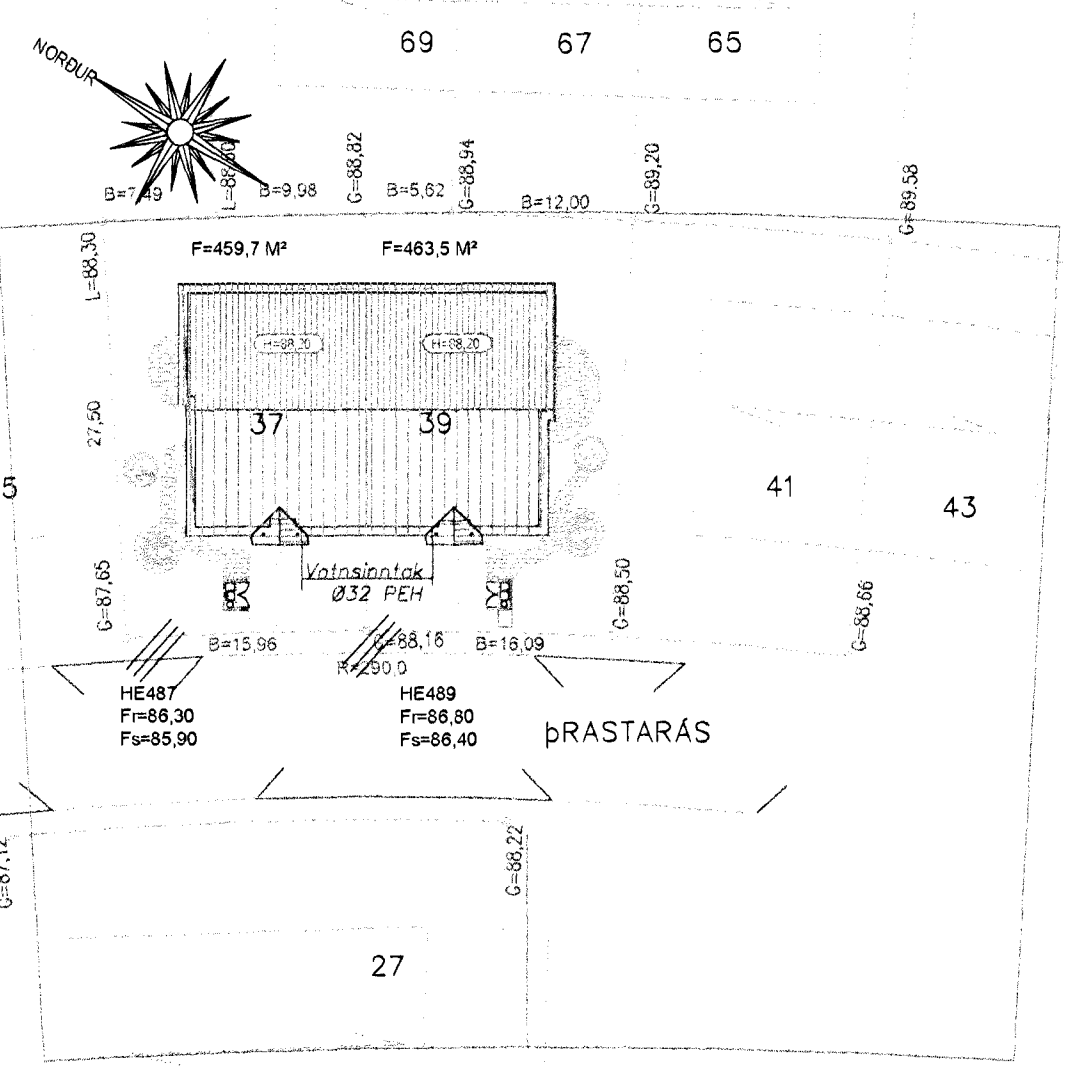 69 67 65
NORÐUR
G=88,82
G=88,94
G=89,20
G=89,58
B=9,98 B=5,62 B=12,00
L=88,30
F=459,7 M² F=463,5 M²
H=88,20 H=88,20
27,50
37 39
5
41
43
Vatnsinntak
Ø32 PEH
G=87,65
G=88,50
G=88,66
B=15,96 G=88,16 B=16,09
R=290,0
HE487
Fr=86,30
Fs=85,90
HE489
Fr=86,80
Fs=86,40
ÞRASTARÁS
G=87,12
G=88,22
27